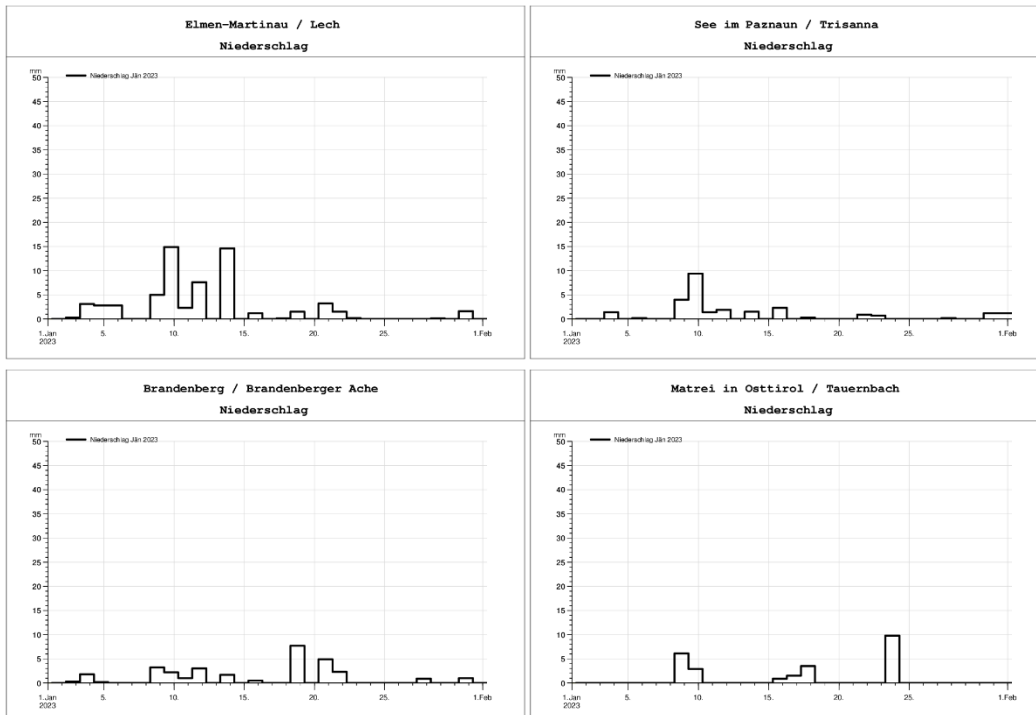 Elmen-Martinau / Lech
Niederschlag
mm
Niederschlag Jän 2023
50
45
40
35
30
25
20
15
10
5
0
1.Jan 5. 10. 15. 20. 25. 1.Feb
2023
See im Paznaun / Trisanna
Niederschlag
mm
Niederschlag Jän 2023
50
45
40
35
30
25
20
15
10
5
0
1.Jan 5. 10. 15. 20. 25. 1.Feb
2023
Brandenberg / Brandenberger Ache
Niederschlag
mm
Niederschlag Jän 2023
50
45
40
35
30
25
20
15
10
5
0
1.Jan 5. 10. 15. 20. 25. 1.Feb
2023
Matrei in Osttirol / Tauernbach
Niederschlag
mm
Niederschlag Jän 2023
50
45
40
35
30
25
20
15
10
5
0
1.Jan 5. 10. 15. 20. 25. 1.Feb
2023